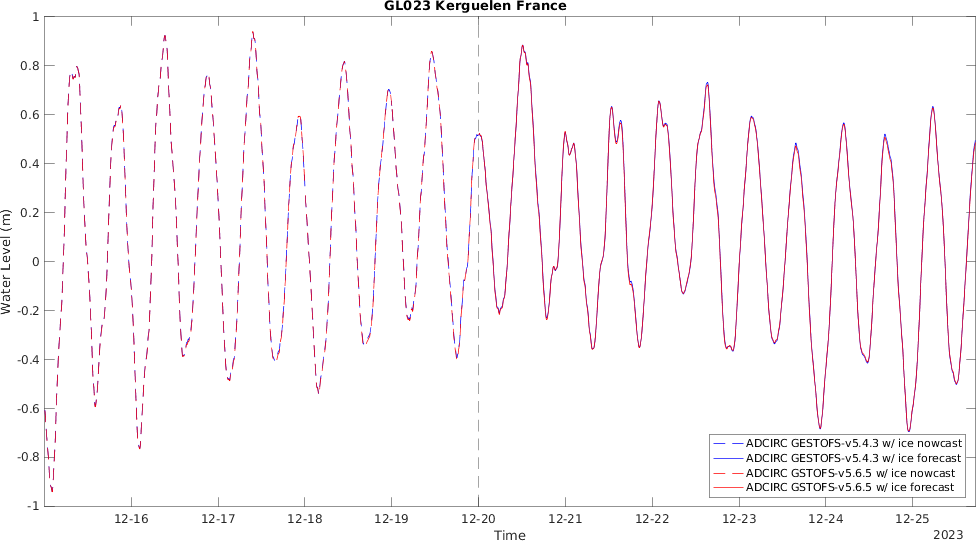 GL023 Kerguelen France
1
0.8
0.6
0.4
0.2
0
-0.2
-0.4
-0.6
-0.8
-1
Water Level (m)
ADCIRC GESTOFS-v5.4.3 w/ ice nowcast
ADCIRC GESTOFS-v5.4.3 w/ ice forecast
ADCIRC GSTOFS-v5.6.5 w/ ice nowcast
ADCIRC GSTOFS-v5.6.5 w/ ice forecast
12-16 12-17 12-18 12-19 12-20 12-21 12-22 12-23 12-24 12-25
Time
2023